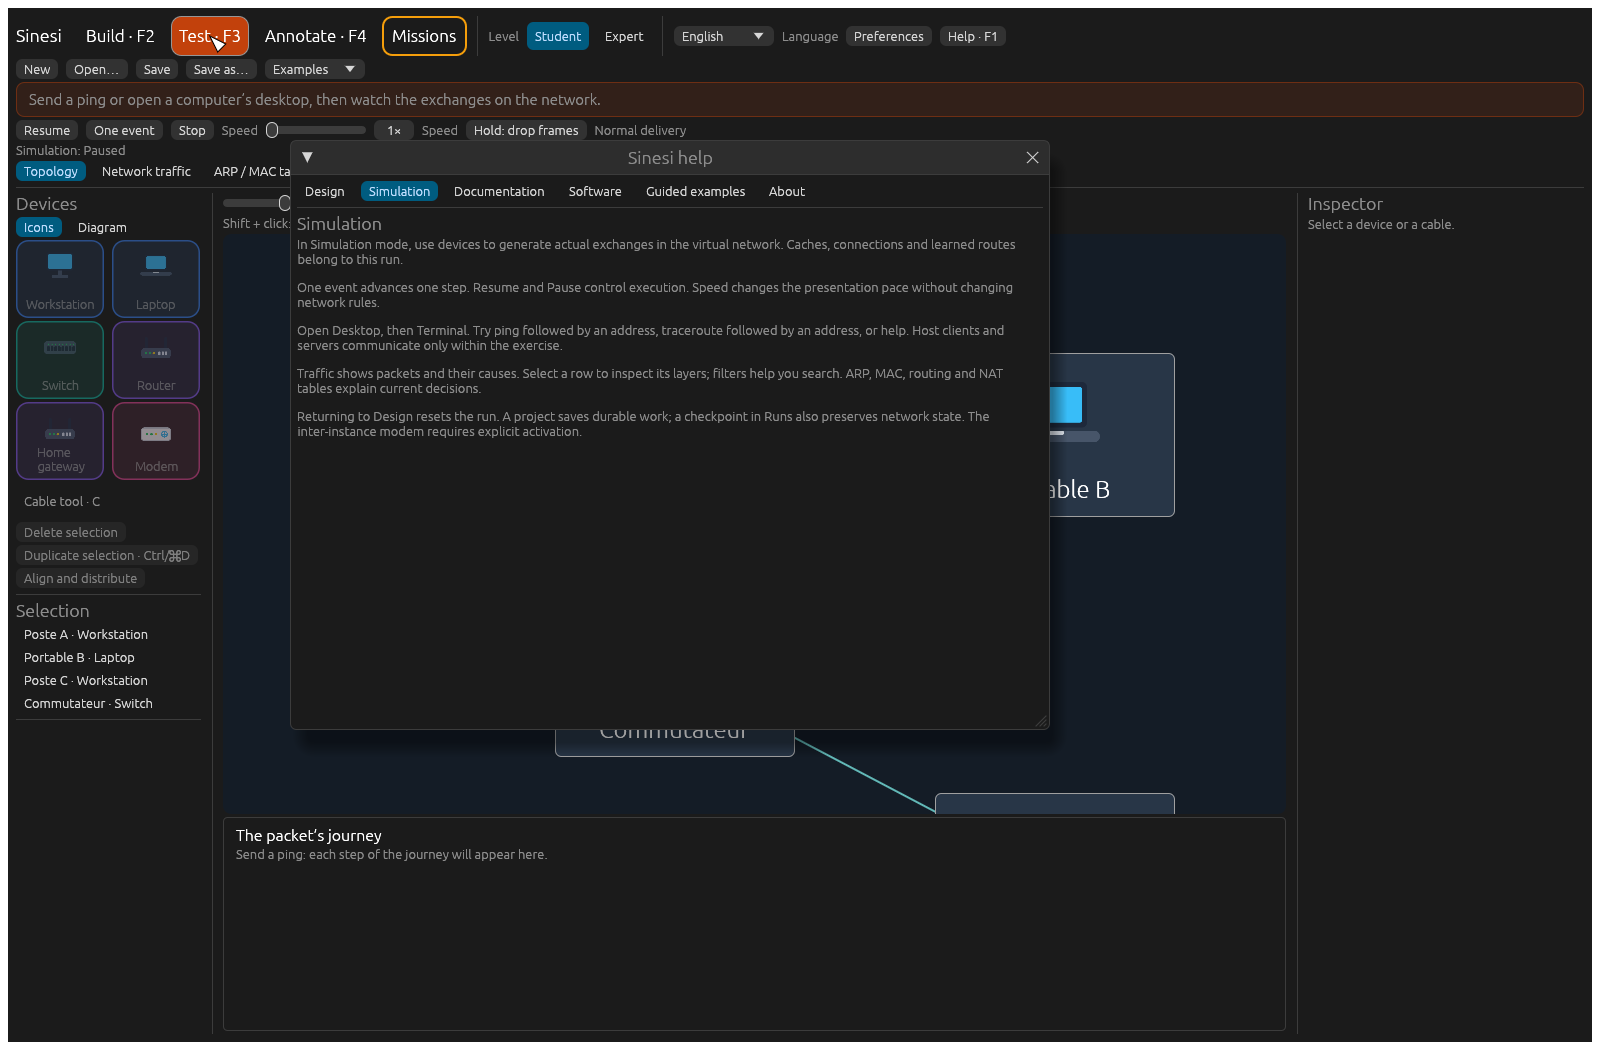 Sinesi
Build · F2
Test · F3
Annotate · F4
Missions
Level
Student
Expert
English
Language
Preferences
Help · F1
New
Open…
Save
Save as…
Examples
Send a ping or open a computer’s desktop, then watch the exchanges on the network.
Resume
One event
Stop
Speed
1×
Speed
Hold: drop frames
Normal delivery
Simulation: Paused
Topology
Network traffic
ARP / MAC ta
Sinesi help
Design
Simulation
Documentation
Software
Guided examples
About
Simulation
In Simulation mode, use devices to generate actual exchanges in the virtual network. Caches, connections and learned routes
belong to this run.
One event advances one step. Resume and Pause control execution. Speed changes the presentation pace without changing
network rules.
Open Desktop, then Terminal. Try ping followed by an address, traceroute followed by an address, or help. Host clients and
servers communicate only within the exercise.
Traffic shows packets and their causes. Select a row to inspect its layers; filters help you search. ARP, MAC, routing and NAT
tables explain current decisions.
Returning to Design resets the run. A project saves durable work; a checkpoint in Runs also preserves network state. The
inter-instance modem requires explicit activation.
Devices
Icons
Diagram
Workstation
Laptop
Switch
Router
Home
gateway
Modem
Cable tool · C
Delete selection
Duplicate selection · Ctrl/⌘D
Align and distribute
Selection
Poste A · Workstation
Portable B · Laptop
Poste C · Workstation
Commutateur · Switch
Shift + click:
able B
Commutateur
The packet’s journey
Send a ping: each step of the journey will appear here.
Inspector
Select a device or a cable.